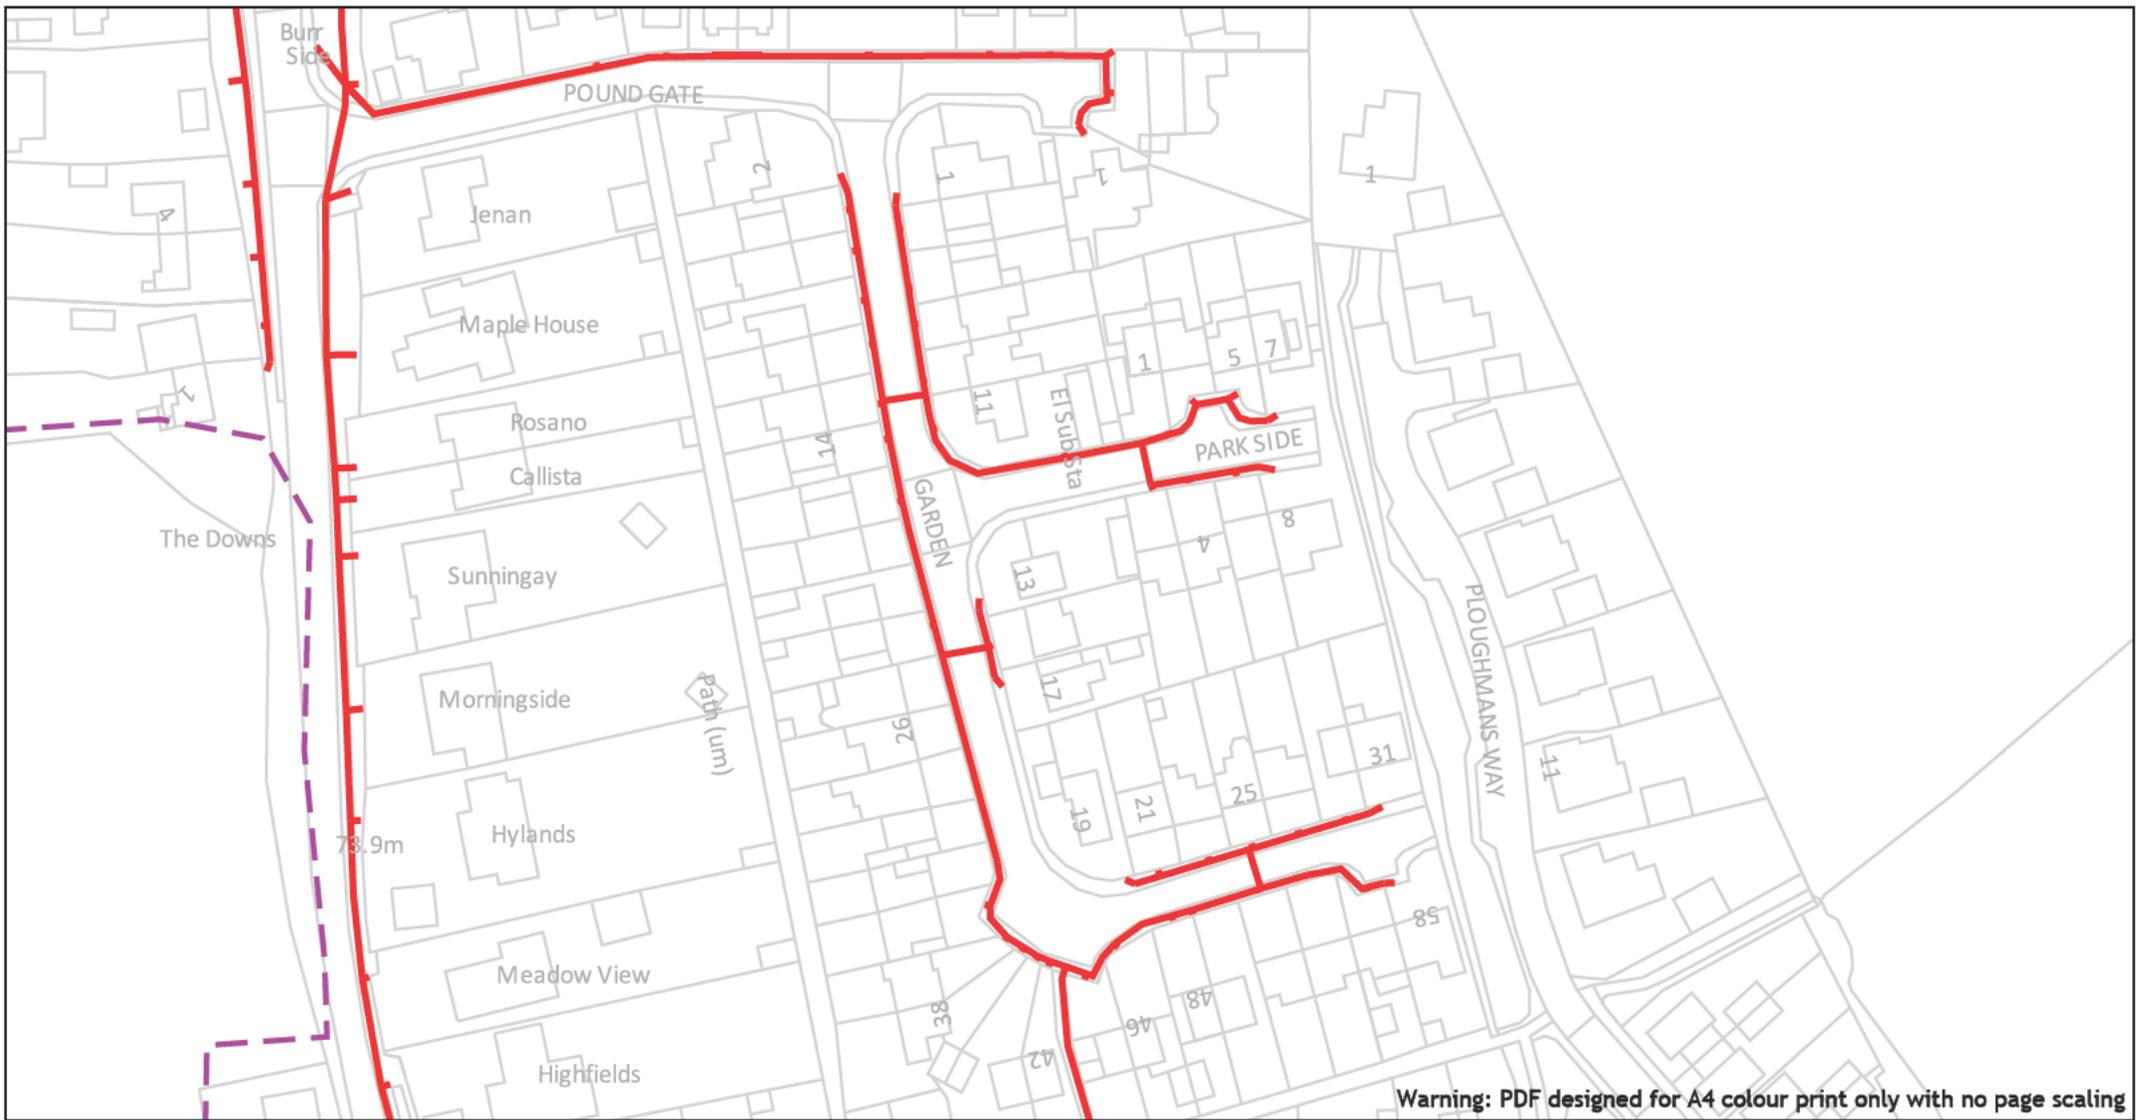 Burr
Side
POUND GATE
2
1
1
1
4
Jenan
Maple House
1
5
7
1
Rosano
11
El Sub Sta
14
PARK SIDE
Callista
GARDEN
8
The Downs
4
Sunningay
13
PLOUGHMANS WAY
Morningside
Path (um)
17
26
31
11
25
21
19
Hylands
73.9m
58
Meadow View
48
38
46
42
Highfields
Warning: PDF designed for A4 colour print only with no page scaling